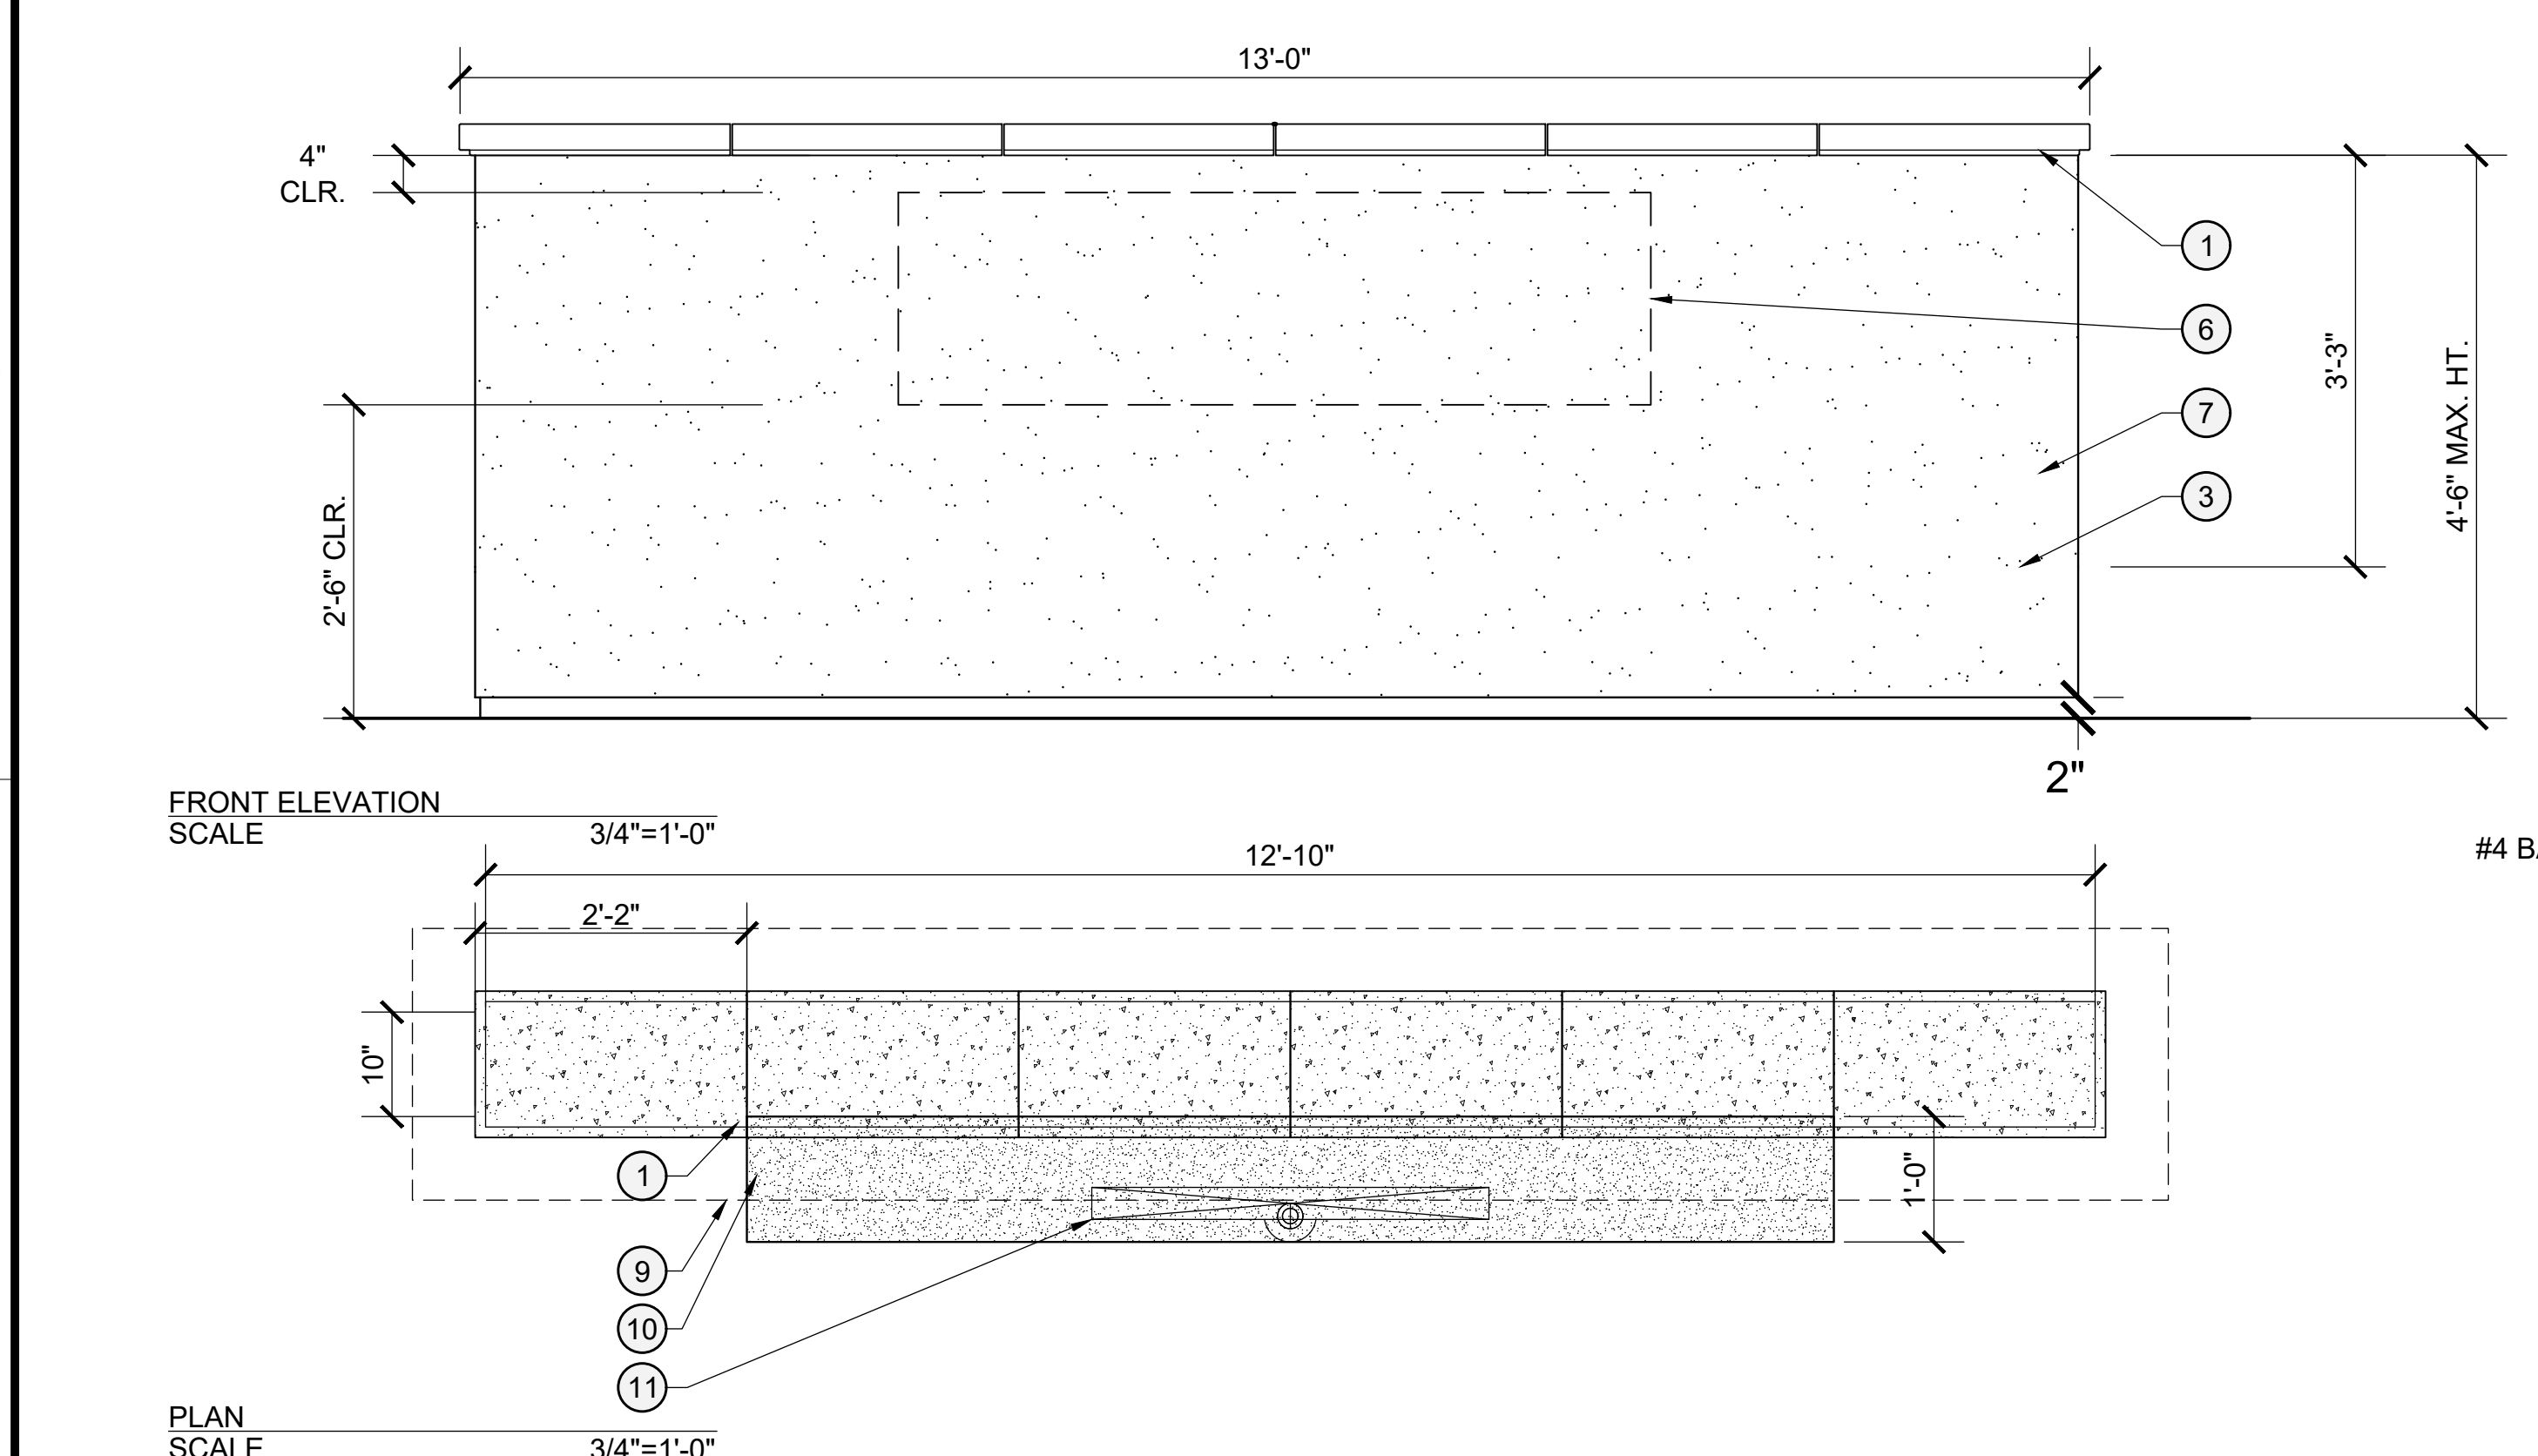 13'-0"
4"
CLR.
1
6
3'-3"
4'-6" MAX. HT.
7
3
2'-6" CLR.
2"
FRONT ELEVATION
SCALE 3/4"=1'-0"
#4 B
12'-10"
2'-2"
10"
1
1'-0"
9
10
11
PLAN
SCALE 3/4"=1'-0"